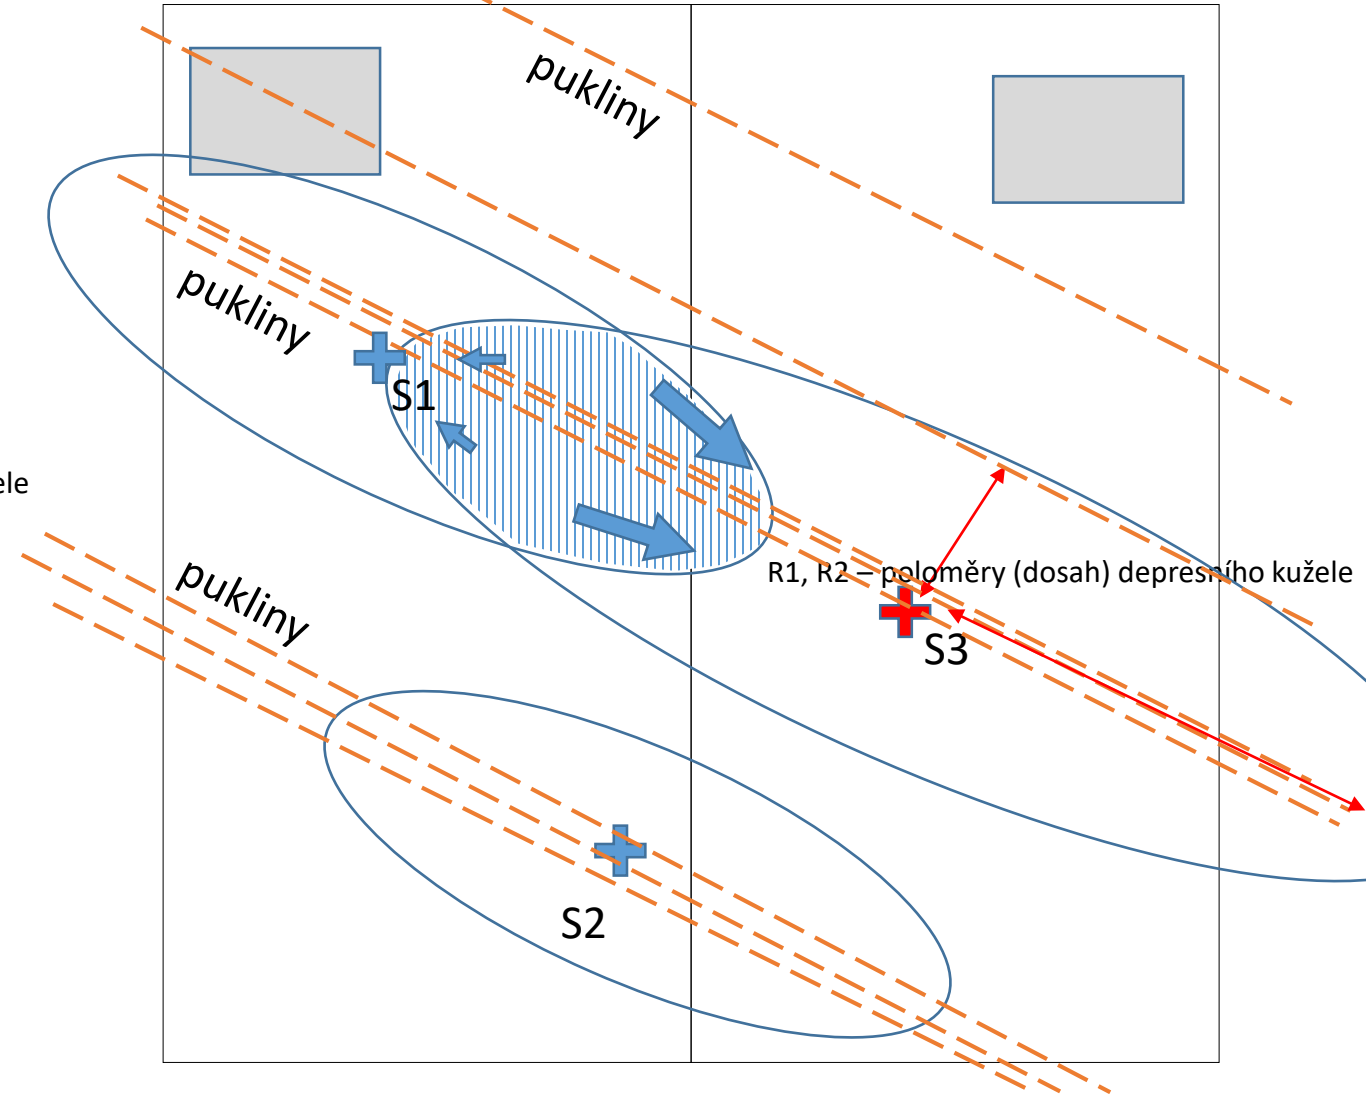 pukliny
pukliny
S1
ele
R1, R2 – poloměry (dosah) depresního kužele
pukliny
S3
S2